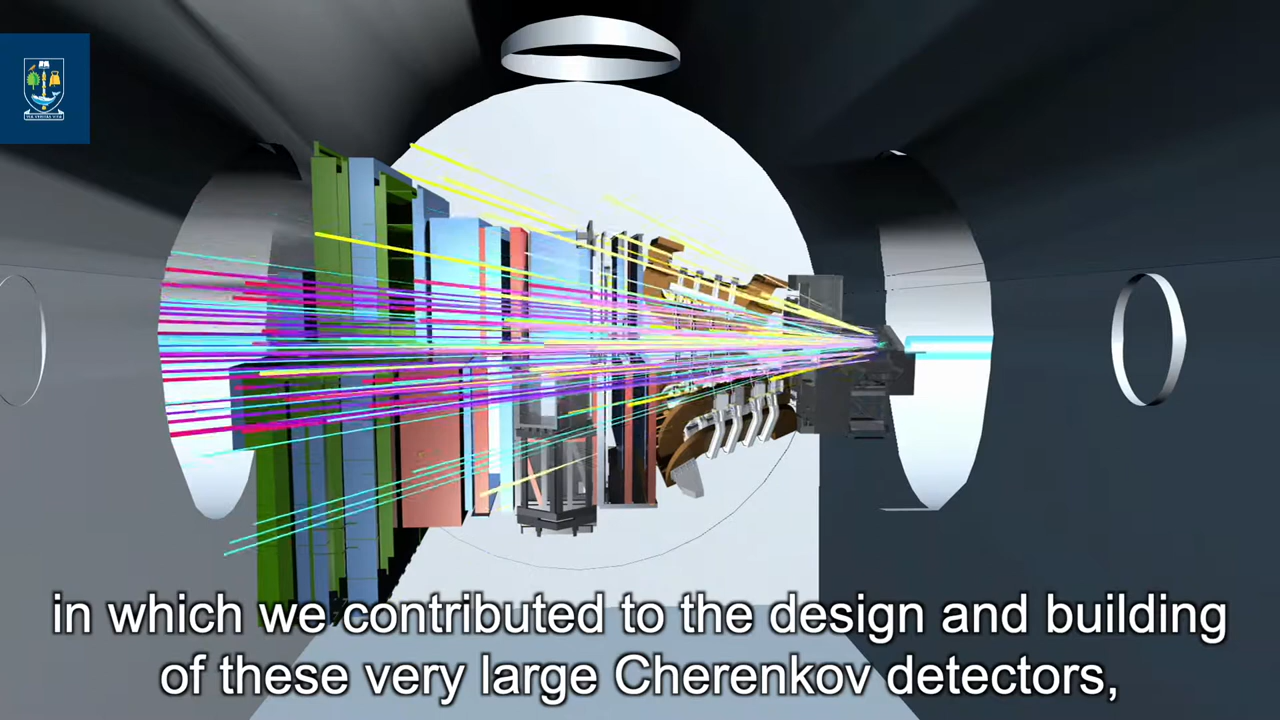 in which we contributed to the design and building
of these very large Cherenkov detectors,